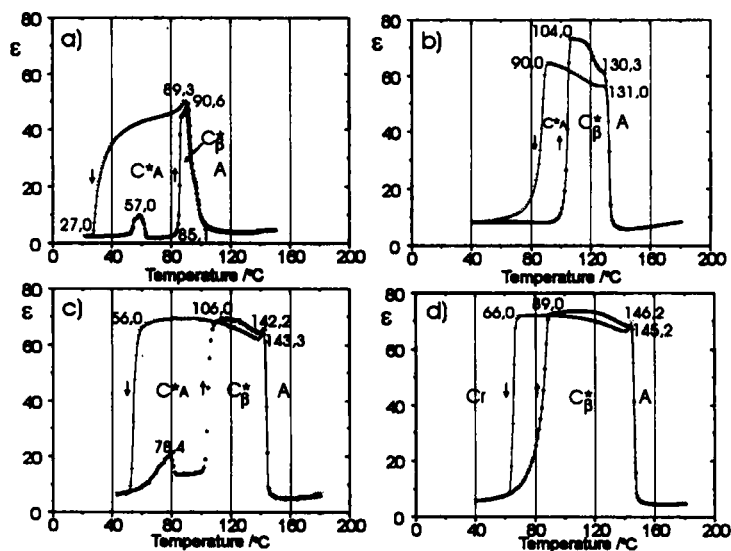 a)
ε
80
60
40
20
0
89,3
90,6
C*β
C*A
A
57,0
27,0
85,
0 40 80 120 160 200
Temperature /°C
b)
ε
80
60
40
20
0
104,0
90,0
130,3
131,0
C*A
C*β
A
0 40 80 120 160 200
Temperature /°C
c)
ε
80
60
40
20
0
56,0
106,0
142,2
143,3
C*A
C*β
A
78,4
0 40 80 120 160 200
Temperature /°C
d)
ε
80
60
40
20
0
66,0
89,0
146,2
145,2
Cr
C*β
A
0 40 80 120 160 200
Temperature /°C